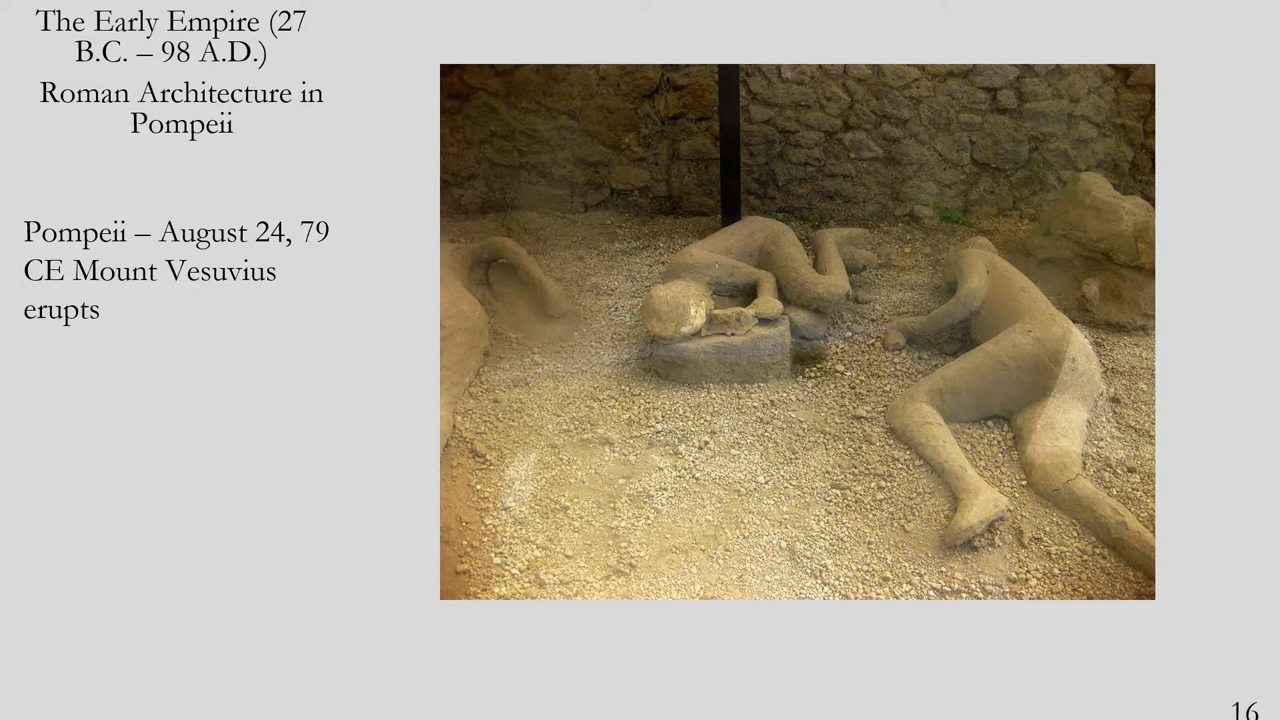 The Early Empire (27
B.C. – 98 A.D.)
Roman Architecture in
Pompeii
Pompeii – August 24, 79
CE Mount Vesuvius
erupts
16